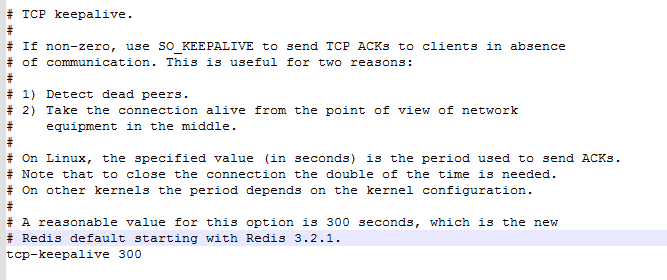 # TCP keepalive.
#
# If non-zero, use SO_KEEPALIVE to send TCP ACKs to clients in absence
# of communication. This is useful for two reasons:
#
# 1) Detect dead peers.
# 2) Take the connection alive from the point of view of network
#    equipment in the middle.
#
# On Linux, the specified value (in seconds) is the period used to send ACKs.
# Note that to close the connection the double of the time is needed.
# On other kernels the period depends on the kernel configuration.
#
# A reasonable value for this option is 300 seconds, which is the new
# Redis default starting with Redis 3.2.1.
tcp-keepalive 300